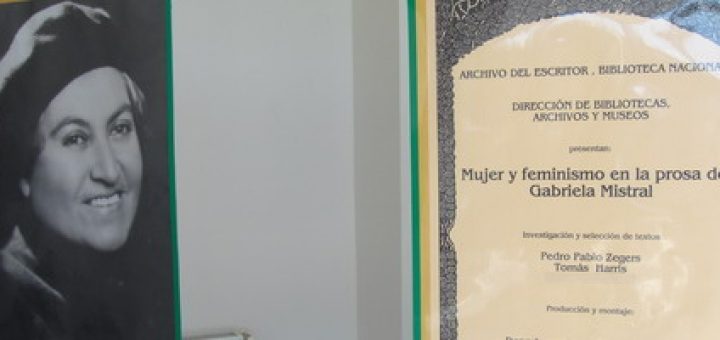 ARCHIVO DEL ESCRITOR , BIBLIOTECA NACIONA
DIRECCIÓN DE BIBLIOTECAS,
ARCHIVOS Y MUSEOS
presentan:
Mujer y feminismo en la prosa de
Gabriela Mistral
Investigación y selección de textos
Pedro Pablo Zegers
Tomás Harris
Producción y montaje: